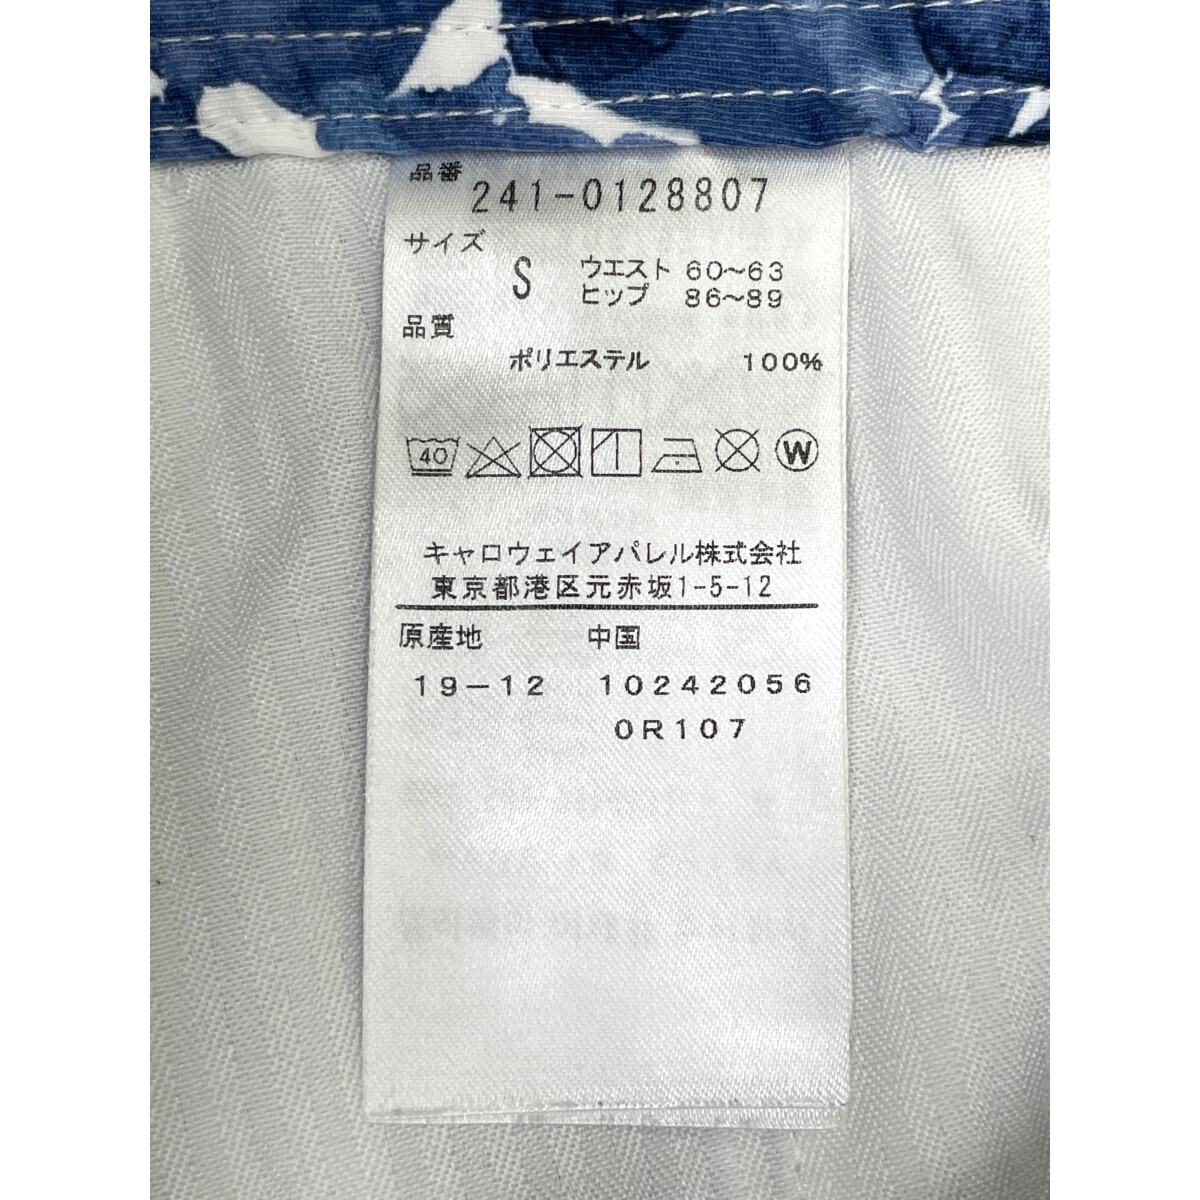 品番
241-0128807
サイズ
S ウエスト 60~63
ヒップ 86~89
品質
ポリエステル 100%
40 W
キャロウェイアパレル株式会社
東京都港区元赤坂1-5-12
原産地 中国
19-12 10242056
0R107